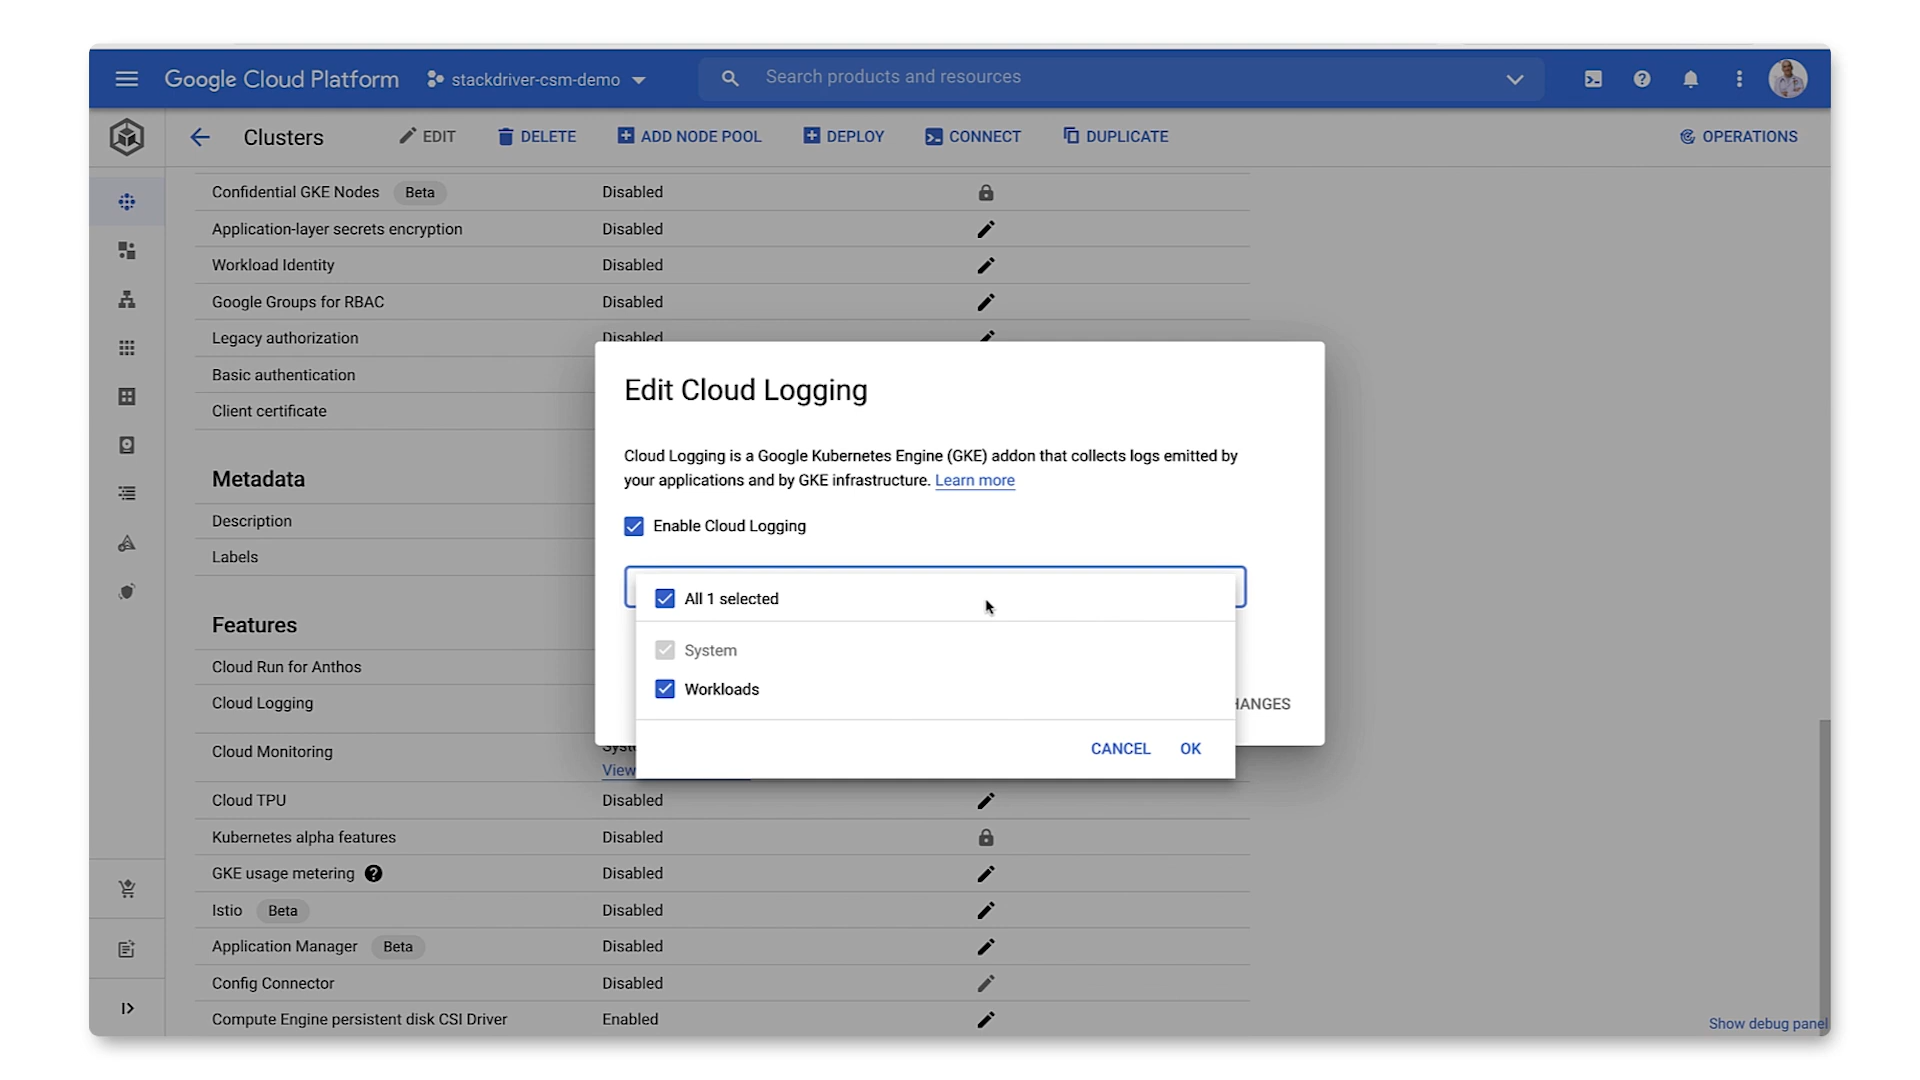 Google Cloud Platform
stackdriver-csm-demo
Search products and resources
Clusters
EDIT
DELETE
ADD NODE POOL
DEPLOY
CONNECT
DUPLICATE
OPERATIONS
Confidential GKE Nodes Beta Disabled
Application-layer secrets encryption Disabled
Workload Identity Disabled
Google Groups for RBAC Disabled
Legacy authorization Disabled
Basic authentication
Client certificate
Metadata
Description
Labels
Features
Cloud Run for Anthos
Cloud Logging
Cloud Monitoring
View
Cloud TPU Disabled
Kubernetes alpha features Disabled
GKE usage metering Disabled
Istio Beta Disabled
Application Manager Beta Disabled
Config Connector Disabled
Compute Engine persistent disk CSI Driver Enabled
Edit Cloud Logging
Cloud Logging is a Google Kubernetes Engine (GKE) addon that collects logs emitted by
your applications and by GKE infrastructure. Learn more
Enable Cloud Logging
All 1 selected
System
Workloads
HANGES
CANCEL OK
Show debug panel